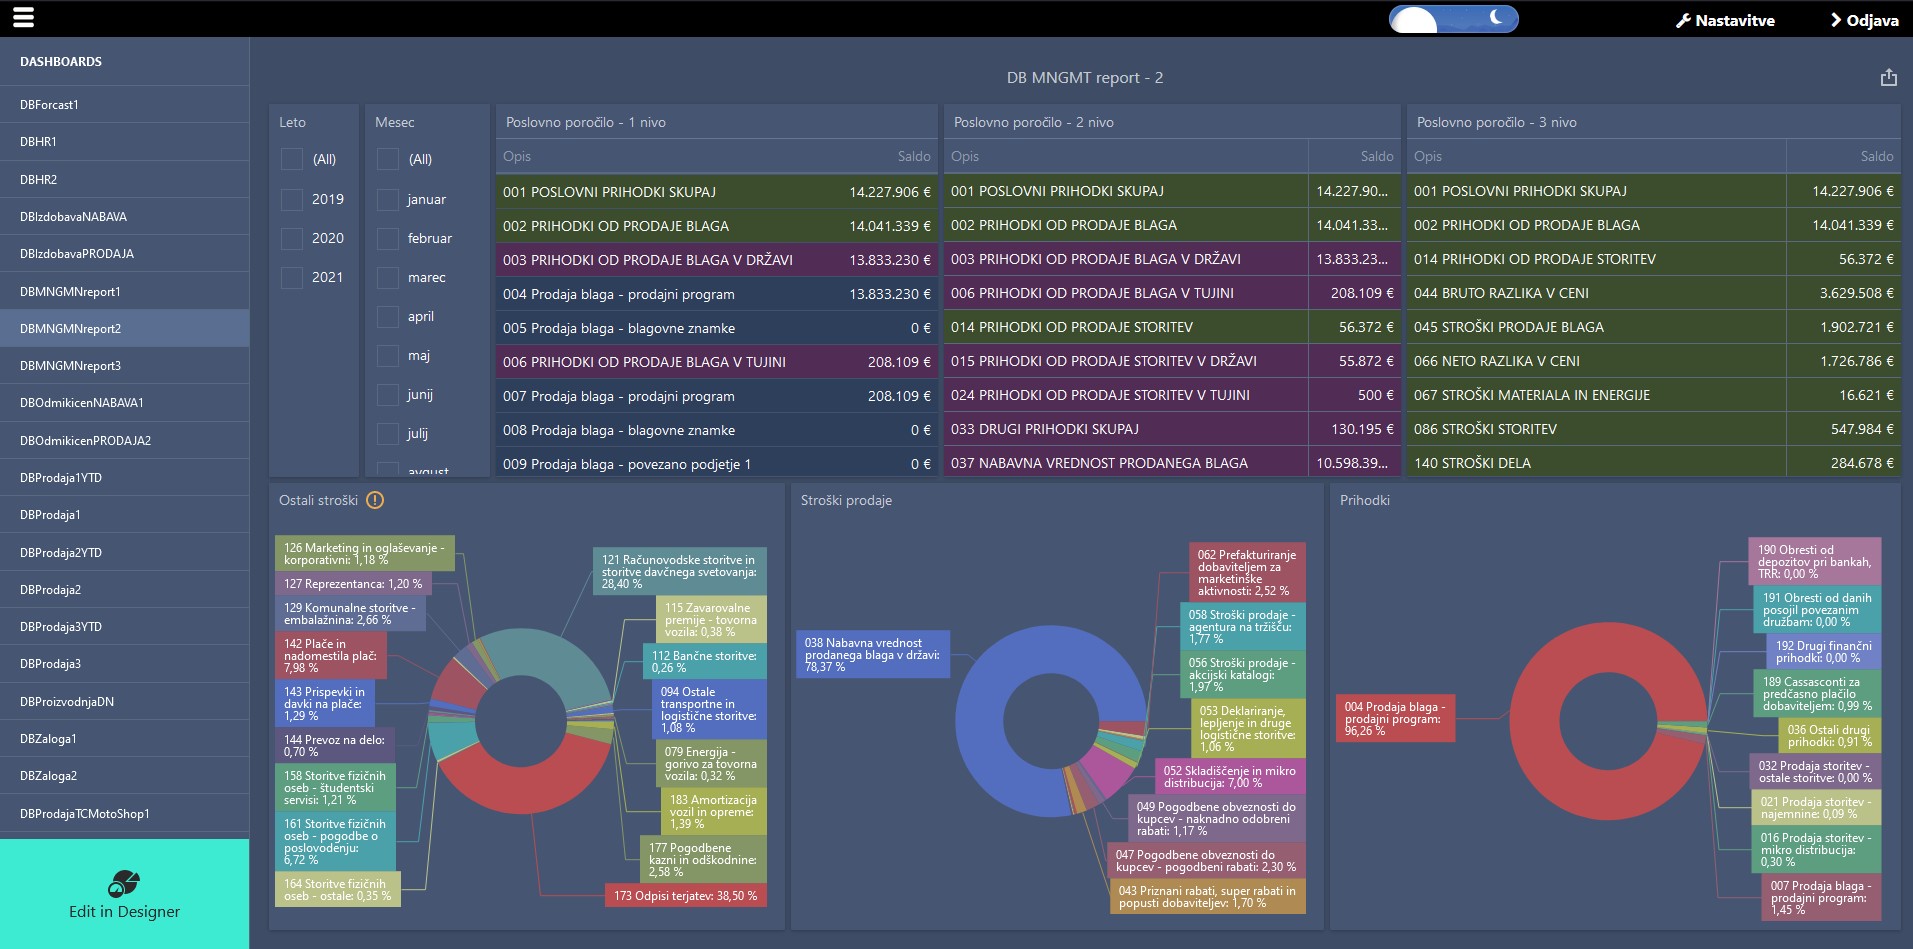 Nastavitve
Odjava
DASHBOARDS
DBForcast1
DBHR1
DBHR2
DBIzdobavaNABAVA
DBIzdobavaPRODAJA
DBMNGMNreport1
DBMNGMNreport2
DBMNGMNreport3
DBOdmikicenNABAVA1
DBOdmikicenPRODAJA2
DBProdaja1YTD
DBProdaja1
DBProdaja2YTD
DBProdaja2
DBProdaja3YTD
DBProdaja3
DBProizvodnjaDN
DBZaloga1
DBZaloga2
DBProdajaTCMotoShop1
Edit in Designer
DB MNGMT report - 2
Leto
(All)
2019
2020
2021
Mesec
(All)
januar
februar
marec
april
maj
junij
julij
avgust
Poslovno poročilo - 1 nivo
Opis Saldo
001 POSLOVNI PRIHODKI SKUPAJ 14.227.906 €
002 PRIHODKI OD PRODAJE BLAGA 14.041.339 €
003 PRIHODKI OD PRODAJE BLAGA V DRŽAVI 13.833.230 €
004 Prodaja blaga - prodajni program 13.833.230 €
005 Prodaja blaga - blagovne znamke 0 €
006 PRIHODKI OD PRODAJE BLAGA V TUJINI 208.109 €
007 Prodaja blaga - prodajni program 208.109 €
008 Prodaja blaga - blagovne znamke 0 €
009 Prodaja blaga - povezano podjetje 1 0 €
Poslovno poročilo - 2 nivo
Opis Saldo
001 POSLOVNI PRIHODKI SKUPAJ 14.227.90...
002 PRIHODKI OD PRODAJE BLAGA 14.041.33...
003 PRIHODKI OD PRODAJE BLAGA V DRŽAVI 13.833.23...
006 PRIHODKI OD PRODAJE BLAGA V TUJINI 208.109 €
014 PRIHODKI OD PRODAJE STORITEV 56.372 €
015 PRIHODKI OD PRODAJE STORITEV V DRŽAVI 55.872 €
024 PRIHODKI OD PRODAJE STORITEV V TUJINI 500 €
033 DRUGI PRIHODKI SKUPAJ 130.195 €
037 NABAVNA VREDNOST PRODANEGA BLAGA 10.598.39...
Poslovno poročilo - 3 nivo
Opis Saldo
001 POSLOVNI PRIHODKI SKUPAJ 14.227.906 €
002 PRIHODKI OD PRODAJE BLAGA 14.041.339 €
014 PRIHODKI OD PRODAJE STORITEV 56.372 €
044 BRUTO RAZLIKA V CENI 3.629.508 €
045 STROŠKI PRODAJE BLAGA 1.902.721 €
066 NETO RAZLIKA V CENI 1.726.786 €
067 STROŠKI MATERIALA IN ENERGIJE 16.621 €
086 STROŠKI STORITEV 547.984 €
140 STROŠKI DELA 284.678 €
Ostali stroški
126 Marketing in oglaševanje -
korporativni: 1,18 %
127 Reprezentanca: 1,20 %
129 Komunalne storitve -
embalažnina: 2,66 %
142 Plače in
nadomestila plač:
7,98 %
143 Prispevki in
davki na plače:
1,29 %
144 Prevoz na delo:
0,70 %
158 Storitve fizičnih
oseb - študentski
servisi: 1,21 %
161 Storitve fizičnih
oseb - pogodbe o
poslovodenju:
6,72 %
164 Storitve fizičnih
oseb - ostale: 0,35 %
121 Računovodske storitve in
storitve davčnega svetovanja:
28,40 %
115 Zavarovalne
premije - tovorna
vozila: 0,38 %
112 Bančne storitve:
0,26 %
094 Ostale
transportne in
logistične storitve:
1,08 %
079 Energija -
gorivo za tovorna
vozila: 0,32 %
183 Amortizacija
vozil in opreme:
1,39 %
177 Pogodbene
kazni in odškodnine:
2,58 %
173 Odpisi terjatev: 38,50 %
Stroški prodaje
038 Nabavna vrednost
prodanega blaga v državi:
78,37 %
062 Prefakturiranje
dobaviteljem za
marketinške
aktivnosti: 2,52 %
058 Stroški prodaje -
agentura na tržišču:
1,77 %
056 Stroški prodaje -
akcijski katalogi:
1,97 %
053 Deklariranje,
lepljenje in druge
logistične storitve:
1,06 %
052 Skladiščenje in mikro
distribucija: 7,00 %
049 Pogodbene obveznosti do
kupcev - naknadno odobreni
rabati: 1,17 %
047 Pogodbene obveznosti do
kupcev - pogodbeni rabati: 2,30 %
043 Priznani rabati, super rabati in
popusti dobaviteljev: 1,70 %
Prihodki
004 Prodaja blaga -
prodajni program:
96,26 %
190 Obresti od
depozitov pri bankah,
TRR: 0,00 %
191 Obresti od danih
posojil povezanim
družbam: 0,00 %
192 Drugi finančni
prihodki: 0,00 %
189 Cassasconti za
predčasno plačilo
dobaviteljem: 0,99 %
036 Ostali drugi
prihodki: 0,91 %
032 Prodaja storitev -
ostale storitve: 0,00 %
021 Prodaja storitev -
najemnine: 0,09 %
016 Prodaja storitev -
mikro distribucija:
0,30 %
007 Prodaja blaga -
prodajni program:
1,45 %